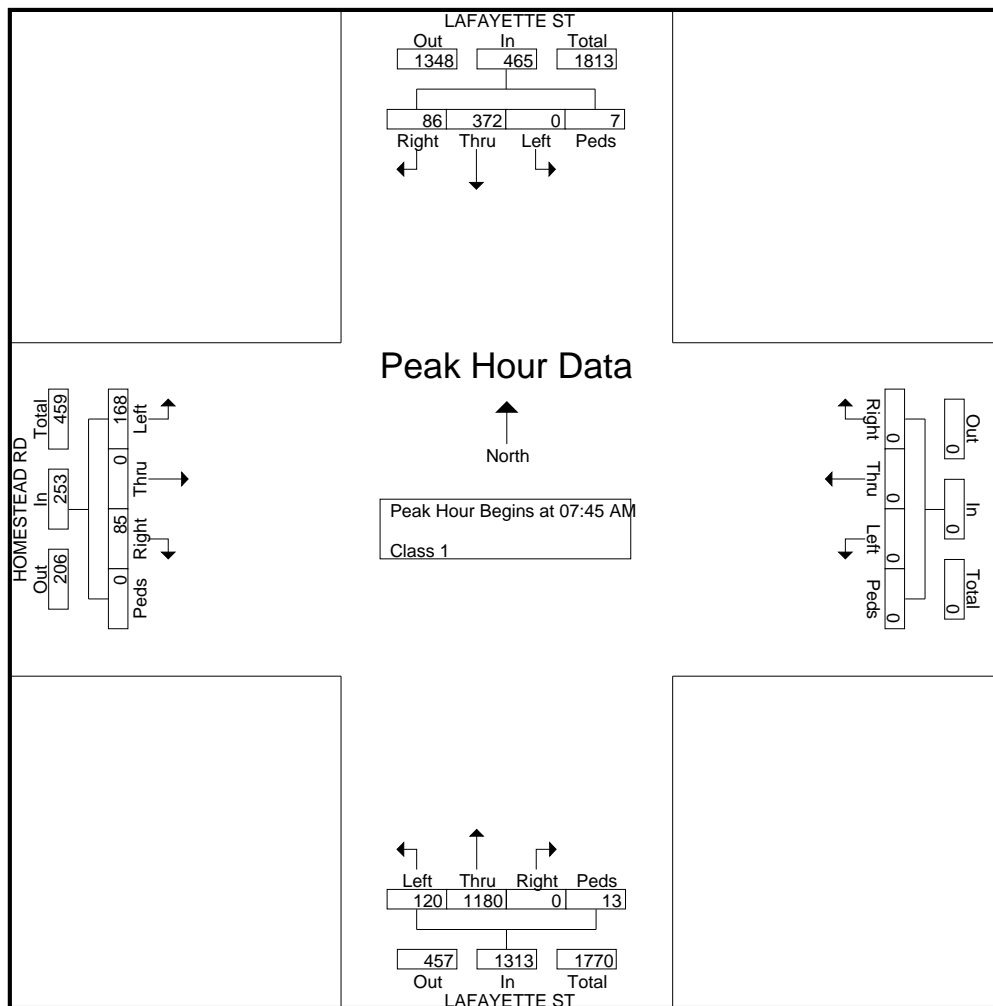 LAFAYETTE ST
Out In Total
1348 465 1813
86 372 0 7
Right Thru Left Peds
HOMESTEAD RD
Total In Out
459 253 206
168 0 85 0
Left Thru Right Peds
Peak Hour Data
North
Peak Hour Begins at 07:45 AM
Class 1
Right Thru Left Peds
0 0 0 0
Out In Total
0 0 0
Left Thru Right Peds
120 1180 0 13
457 1313 1770
Out In Total
LAFAYETTE ST